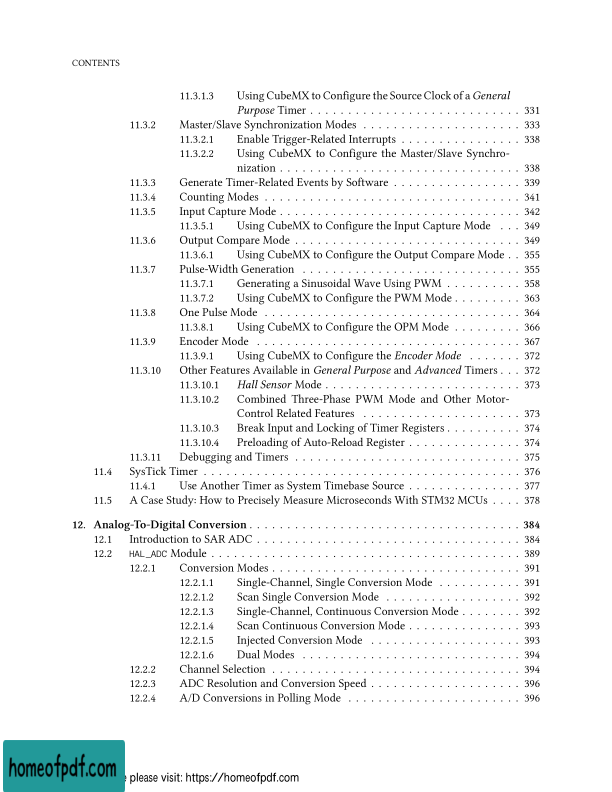 CONTENTS
11.3.1.3 Using CubeMX to Configure the Source Clock of a General
Purpose Timer . . . . . . . . . . . . . . . . . . . . . . . . . . 331
11.3.2 Master/Slave Synchronization Modes . . . . . . . . . . . . . . . . . . . 333
11.3.2.1 Enable Trigger-Related Interrupts . . . . . . . . . . . . . . 338
11.3.2.2 Using CubeMX to Configure the Master/Slave Synchro-
nization . . . . . . . . . . . . . . . . . . . . . . . . . . . . . 338
11.3.3 Generate Timer-Related Events by Software . . . . . . . . . . . . . . . 339
11.3.4 Counting Modes . . . . . . . . . . . . . . . . . . . . . . . . . . . . . . 341
11.3.5 Input Capture Mode . . . . . . . . . . . . . . . . . . . . . . . . . . . . 342
11.3.5.1 Using CubeMX to Configure the Input Capture Mode . . . 349
11.3.6 Output Compare Mode . . . . . . . . . . . . . . . . . . . . . . . . . . . 349
11.3.6.1 Using CubeMX to Configure the Output Compare Mode . . 355
11.3.7 Pulse-Width Generation . . . . . . . . . . . . . . . . . . . . . . . . . . 355
11.3.7.1 Generating a Sinusoidal Wave Using PWM . . . . . . . . . 358
11.3.7.2 Using CubeMX to Configure the PWM Mode . . . . . . . . 363
11.3.8 One Pulse Mode . . . . . . . . . . . . . . . . . . . . . . . . . . . . . . 364
11.3.8.1 Using CubeMX to Configure the OPM Mode . . . . . . . . 366
11.3.9 Encoder Mode . . . . . . . . . . . . . . . . . . . . . . . . . . . . . . . 367
11.3.9.1 Using CubeMX to Configure the Encoder Mode . . . . . . . 372
11.3.10 Other Features Available in General Purpose and Advanced Timers . . . 372
11.3.10.1 Hall Sensor Mode . . . . . . . . . . . . . . . . . . . . . . . . 373
11.3.10.2 Combined Three-Phase PWM Mode and Other Motor-
Control Related Features . . . . . . . . . . . . . . . . . . . 373
11.3.10.3 Break Input and Locking of Timer Registers . . . . . . . . . 374
11.3.10.4 Preloading of Auto-Reload Register . . . . . . . . . . . . . 374
11.3.11 Debugging and Timers . . . . . . . . . . . . . . . . . . . . . . . . . . . 375
11.4 SysTick Timer . . . . . . . . . . . . . . . . . . . . . . . . . . . . . . . . . . . . . 376
11.4.1 Use Another Timer as System Timebase Source . . . . . . . . . . . . . 377
11.5 A Case Study: How to Precisely Measure Microseconds With STM32 MCUs . . . . 378
12. Analog-To-Digital Conversion . . . . . . . . . . . . . . . . . . . . . . . . . . . . . . . . 384
12.1 Introduction to SAR ADC . . . . . . . . . . . . . . . . . . . . . . . . . . . . . . . 384
12.2 HAL_ADC Module . . . . . . . . . . . . . . . . . . . . . . . . . . . . . . . . . . . . 389
12.2.1 Conversion Modes . . . . . . . . . . . . . . . . . . . . . . . . . . . . . 391
12.2.1.1 Single-Channel, Single Conversion Mode . . . . . . . . . . 391
12.2.1.2 Scan Single Conversion Mode . . . . . . . . . . . . . . . . 392
12.2.1.3 Single-Channel, Continuous Conversion Mode . . . . . . . . 392
12.2.1.4 Scan Continuous Conversion Mode . . . . . . . . . . . . . 393
12.2.1.5 Injected Conversion Mode . . . . . . . . . . . . . . . . . . 393
12.2.1.6 Dual Modes . . . . . . . . . . . . . . . . . . . . . . . . . . 394
12.2.2 Channel Selection . . . . . . . . . . . . . . . . . . . . . . . . . . . . . 394
12.2.3 ADC Resolution and Conversion Speed . . . . . . . . . . . . . . . . . . 396
12.2.4 A/D Conversions in Polling Mode . . . . . . . . . . . . . . . . . . . . . 396
homeofpdf.com
please visit: https://homeofpdf.com